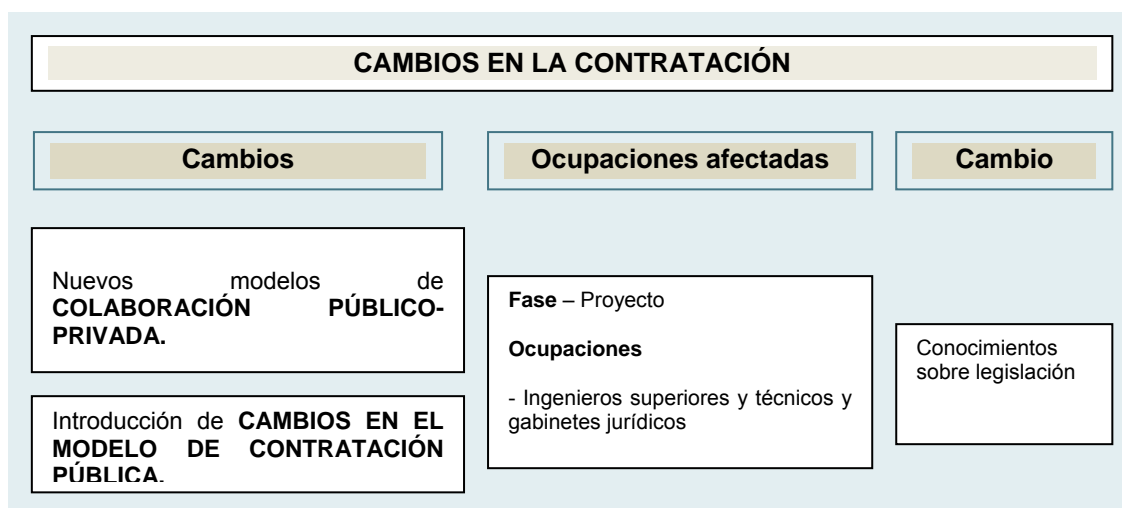 CAMBIOS EN LA CONTRATACIÓN
Cambios
Ocupaciones afectadas
Cambio
Nuevos modelos de
COLABORACIÓN PÚBLICO-
PRIVADA.
Introducción de CAMBIOS EN EL
MODELO DE CONTRATACIÓN
PÚBLICA.
Fase – Proyecto
Ocupaciones
- Ingenieros superiores y técnicos y
gabinetes jurídicos
Conocimientos
sobre legislación